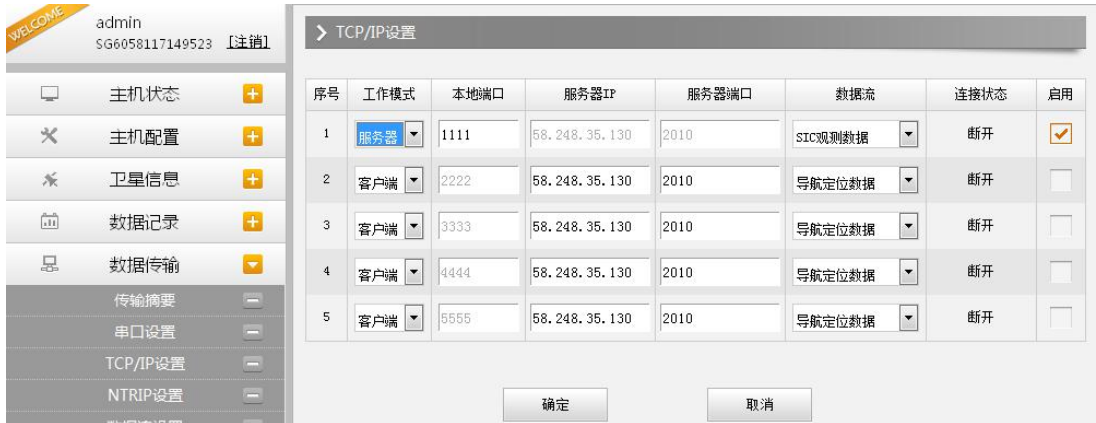 WELCOME
admin
SG6058117149523 [注销]
主机状态
主机配置
卫星信息
数据记录
数据传输
传输摘要
串口设置
TCP/IP设置
NTRIP设置
TCP/IP设置
序号 工作模式 本地端口 服务器IP 服务器端口 数据流 连接状态 启用
1 服务器 1111 58.248.35.130 2010 SIC观测数据 断开
2 客户端 2222 58.248.35.130 2010 导航定位数据 断开
3 客户端 3333 58.248.35.130 2010 导航定位数据 断开
4 客户端 4444 58.248.35.130 2010 导航定位数据 断开
5 客户端 5555 58.248.35.130 2010 导航定位数据 断开
确定 取消